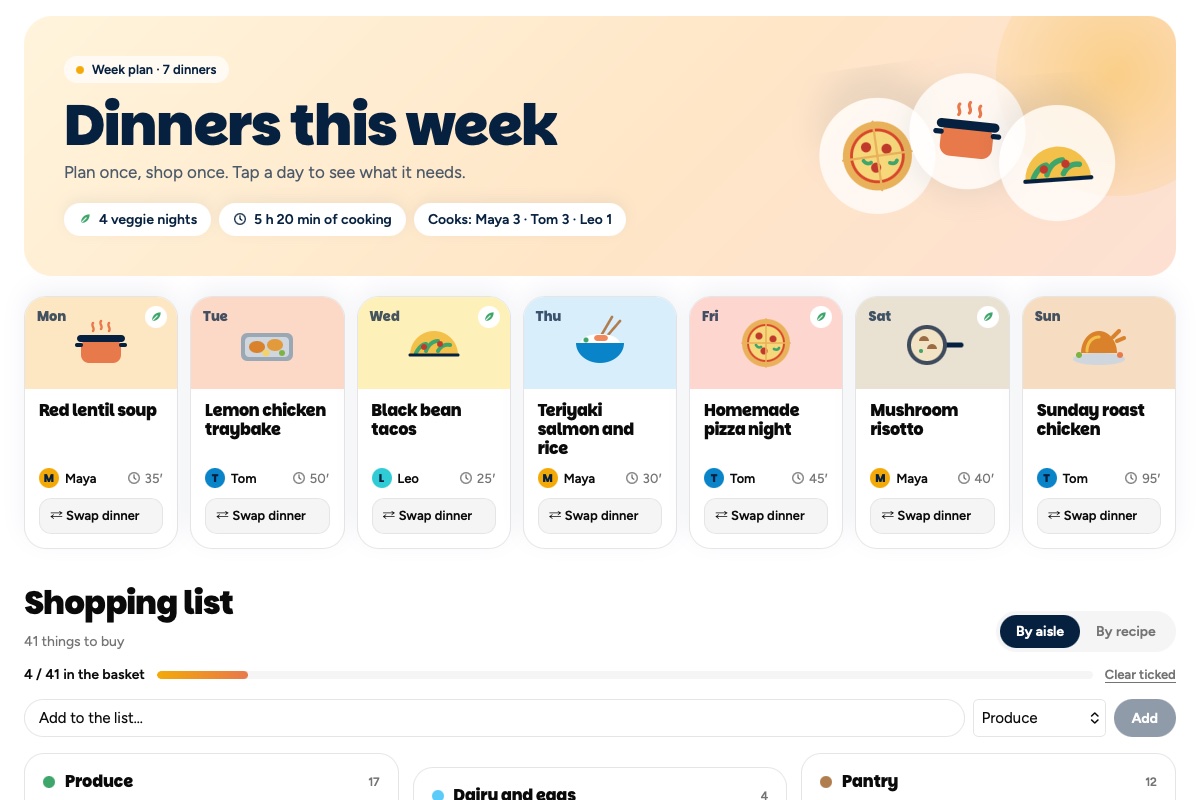 Week plan · 7 dinners
Dinners this week
Plan once, shop once. Tap a day to see what it needs.
4 veggie nights
5 h 20 min of cooking
Cooks: Maya 3 · Tom 3 · Leo 1
Mon
Red lentil soup
M Maya 35′
⇄ Swap dinner
Tue
Lemon chicken
traybake
T Tom 50′
⇄ Swap dinner
Wed
Black bean
tacos
L Leo 25′
⇄ Swap dinner
Thu
Teriyaki
salmon and
rice
M Maya 30′
⇄ Swap dinner
Fri
Homemade
pizza night
T Tom 45′
⇄ Swap dinner
Sat
Mushroom
risotto
M Maya 40′
⇄ Swap dinner
Sun
Sunday roast
chicken
T Tom 95′
⇄ Swap dinner
Shopping list
41 things to buy
By aisle
By recipe
4 / 41 in the basket
Clear ticked
Add to the list...
Produce
Add
Produce 17
Dairy and eggs 4
Pantry 12